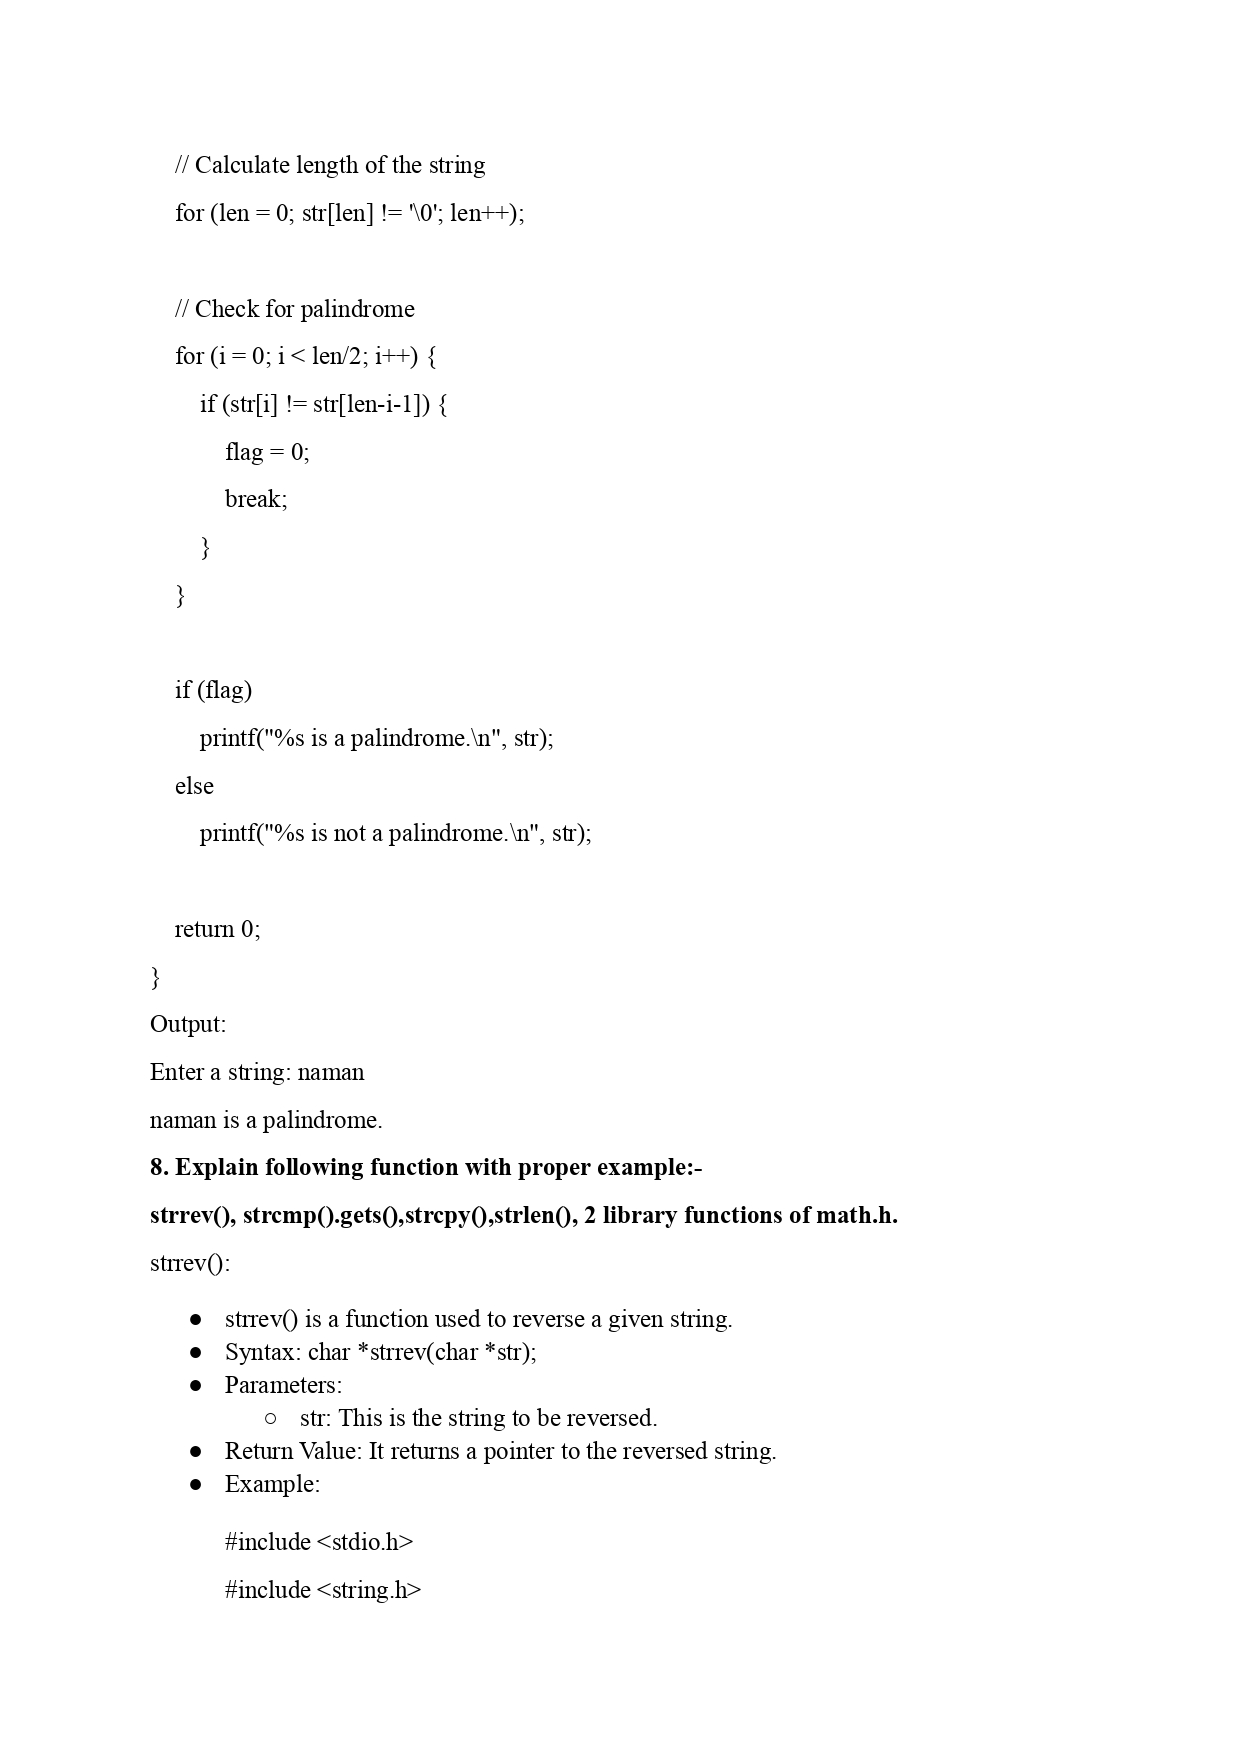 // Calculate length of the string
for (len = 0; str[len] != '\0'; len++);
// Check for palindrome
for (i = 0; i < len/2; i++) {
if (str[i] != str[len-i-1]) {
flag = 0;
break;
}
}
if (flag)
printf("%s is a palindrome.\n", str);
else
printf("%s is not a palindrome.\n", str);
return 0;
}
Output:
Enter a string: naman
naman is a palindrome.
8. Explain following function with proper example:-
strrev(), strcmp().gets(),strcpy(),strlen(), 2 library functions of math.h.
strrev():
● strrev() is a function used to reverse a given string.
● Syntax: char *strrev(char *str);
● Parameters:
○ str: This is the string to be reversed.
● Return Value: It returns a pointer to the reversed string.
● Example:
#include <stdio.h>
#include <string.h>